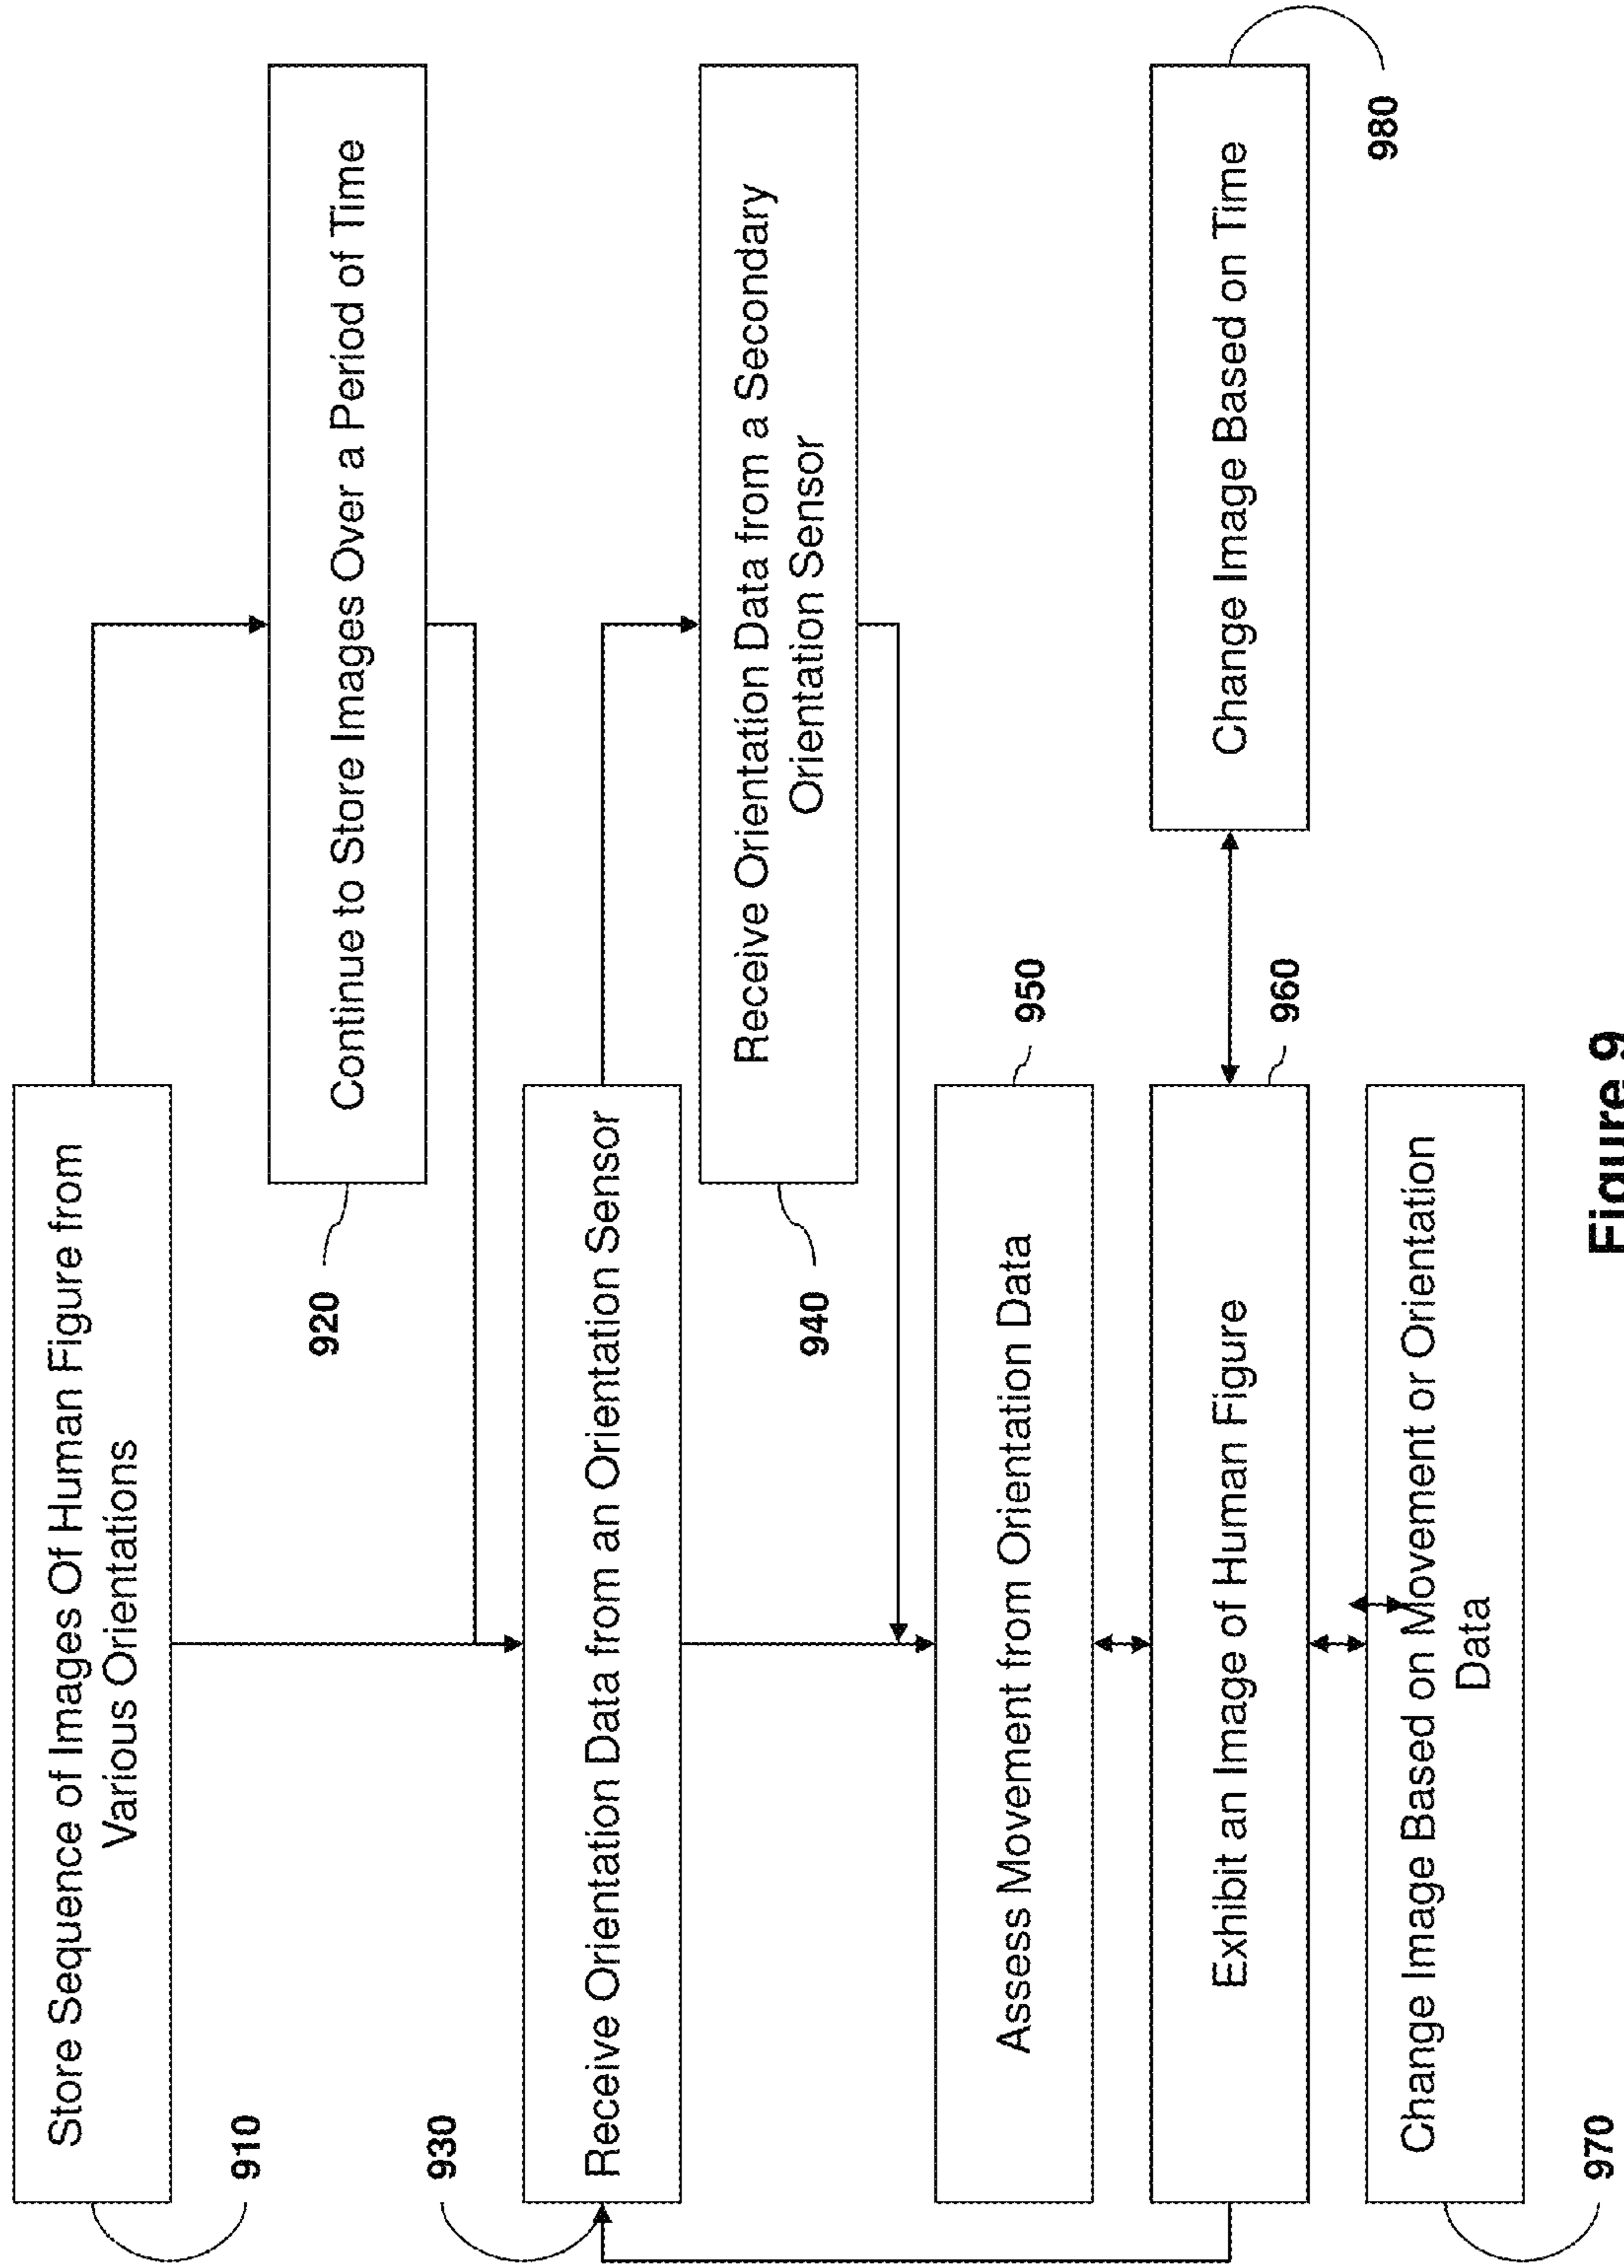 Store Sequence of Images Of Human Figure from
Various Orientations
910
Continue to Store Images Over a Period of Time
920
930
Receive Orientation Data from an Orientation Sensor
Receive Orientation Data from a Secondary
Orientation Sensor
940
Assess Movement from Orientation Data
950
Exhibit an Image of Human Figure
960
Change Image Based on Time
980
Change Image Based on Movement or Orientation
Data
970
Figure 9